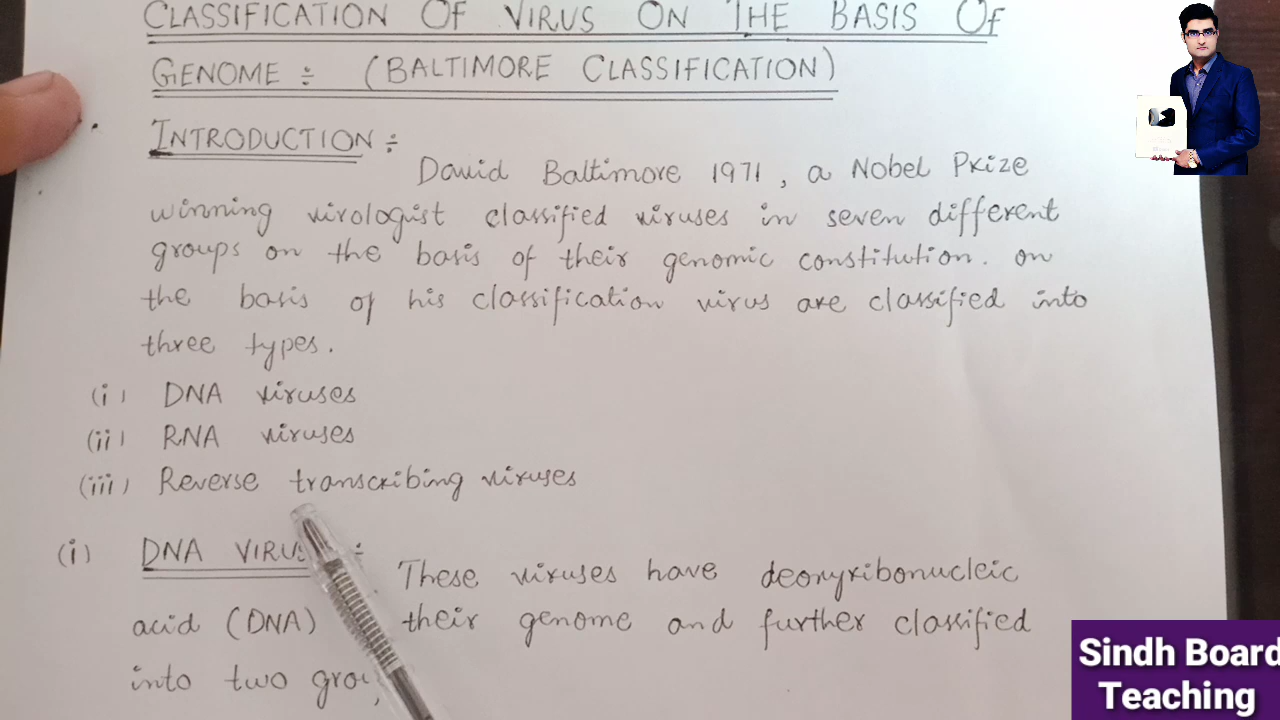 CLASSIFICATION OF VIRUS ON THE BASIS OF
GENOME :- (BALTIMORE CLASSIFICATION)
INTRODUCTION :-
David Baltimore 1971, a Nobel Prize
winning virologist classified viruses in seven different
groups on the basis of their genomic constitution. on
the basis of his classification virus are classified into
three types.
(i) DNA viruses
(ii) RNA viruses
(iii) Reverse transcribing viruses
(i) DNA VIRUS :-
These viruses have deoxyribonucleic
acid (DNA) their genome and further classified
into two
Sindh Board
Teaching